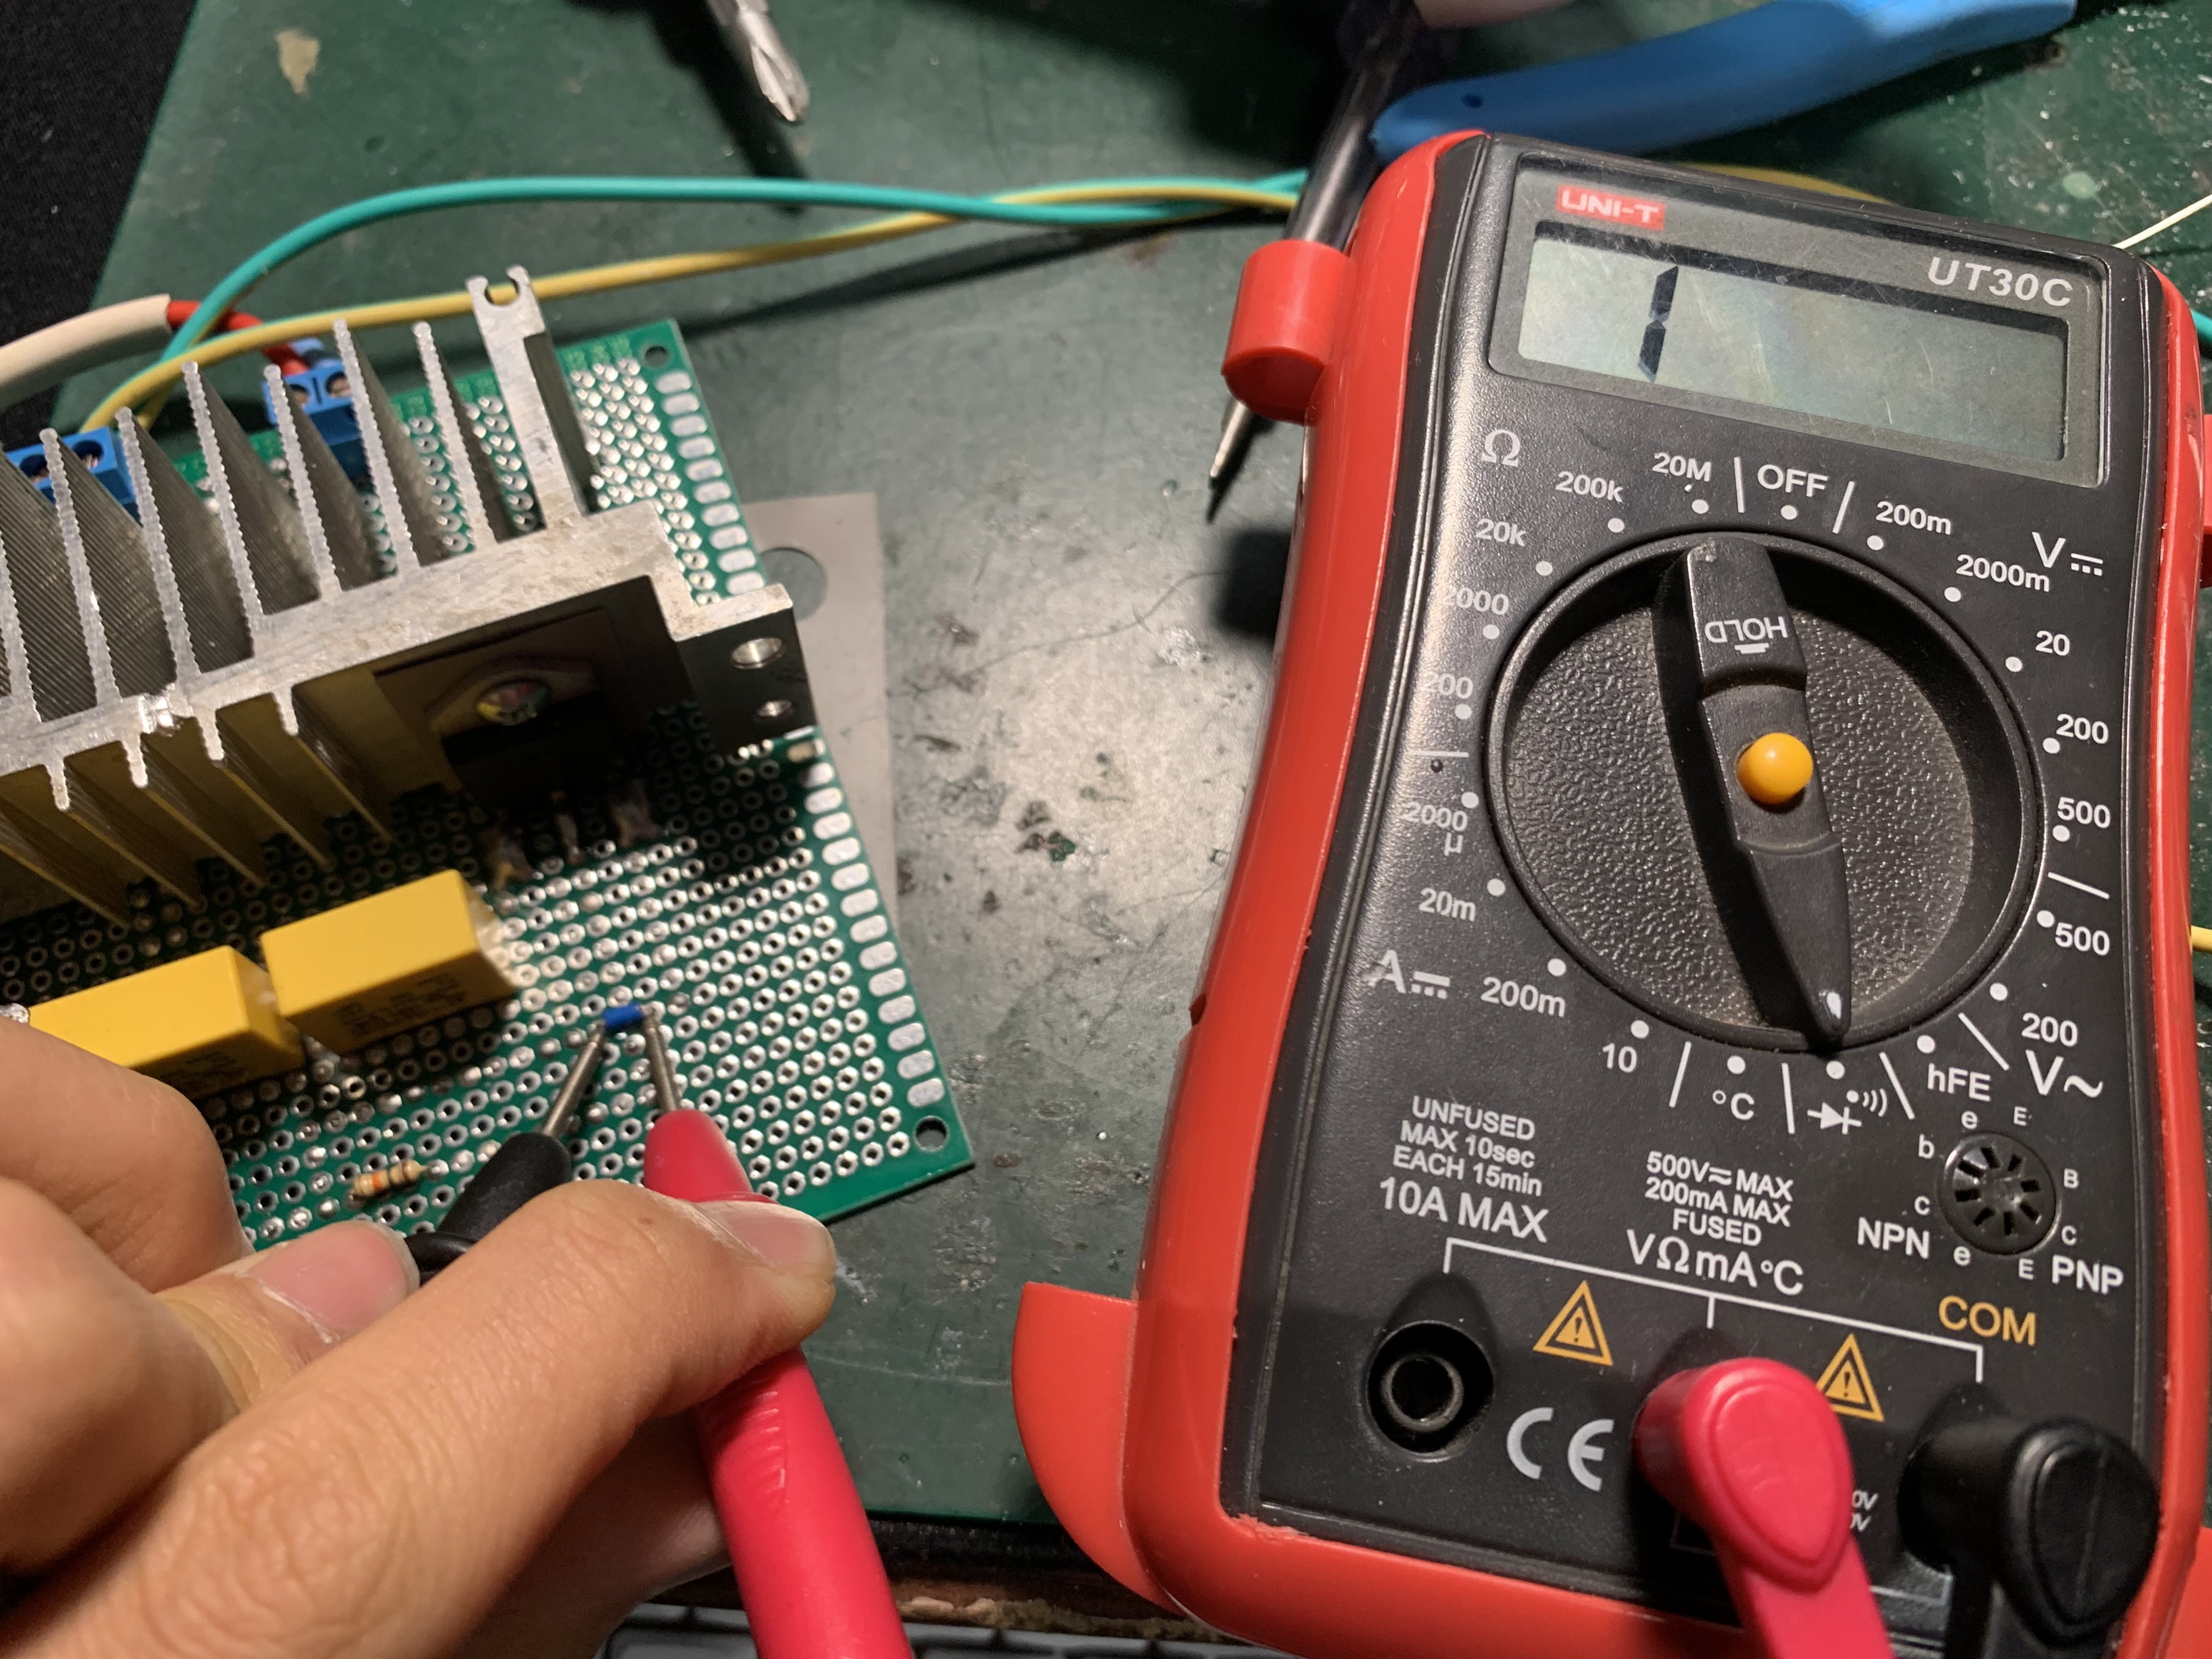 UNI-T
UT30C
1
Ω
200k
20M
OFF
200m
V⎓
2000m
20k
2000
200
20
200
500
HOLD
2000
µ
20m
500
A⎓
200m
200
V~
10
°C
hFE
UNFUSED
MAX 10sec
EACH 15min
10A MAX
500V⎓MAX
200mA MAX
FUSED
VΩmA°C
e E
b B
c C
NPN e E PNP
COM
CE